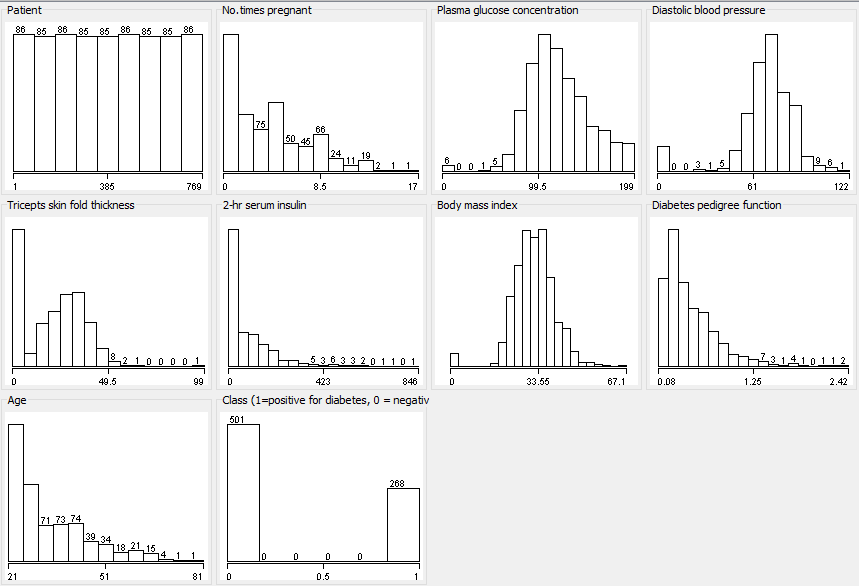 Patient
86 85 86 85 85 86 85 85 86
1 385 769
No.times pregnant
75 50 45 66 24 11 19 2 1 1
0 8.5 17
Plasma glucose concentration
6 0 0 1 5
0 99.5 199
Diastolic blood pressure
0 0 3 1 5 9 6 1
0 61 122
Tricepts skin fold thickness
8 2 1 0 0 0 0 1
0 49.5 99
2-hr serum insulin
5 3 6 3 3 2 0 1 1 0 1
0 423 846
Body mass index
0 33.55 67.1
Diabetes pedigree function
7 3 1 4 1 0 1 1 2
0.08 1.25 2.42
Age
71 73 74 39 34 18 21 15 4 1 1
21 51 81
Class (1=positive for diabetes, 0 = negativ
501 0 0 0 0 268
0 0.5 1